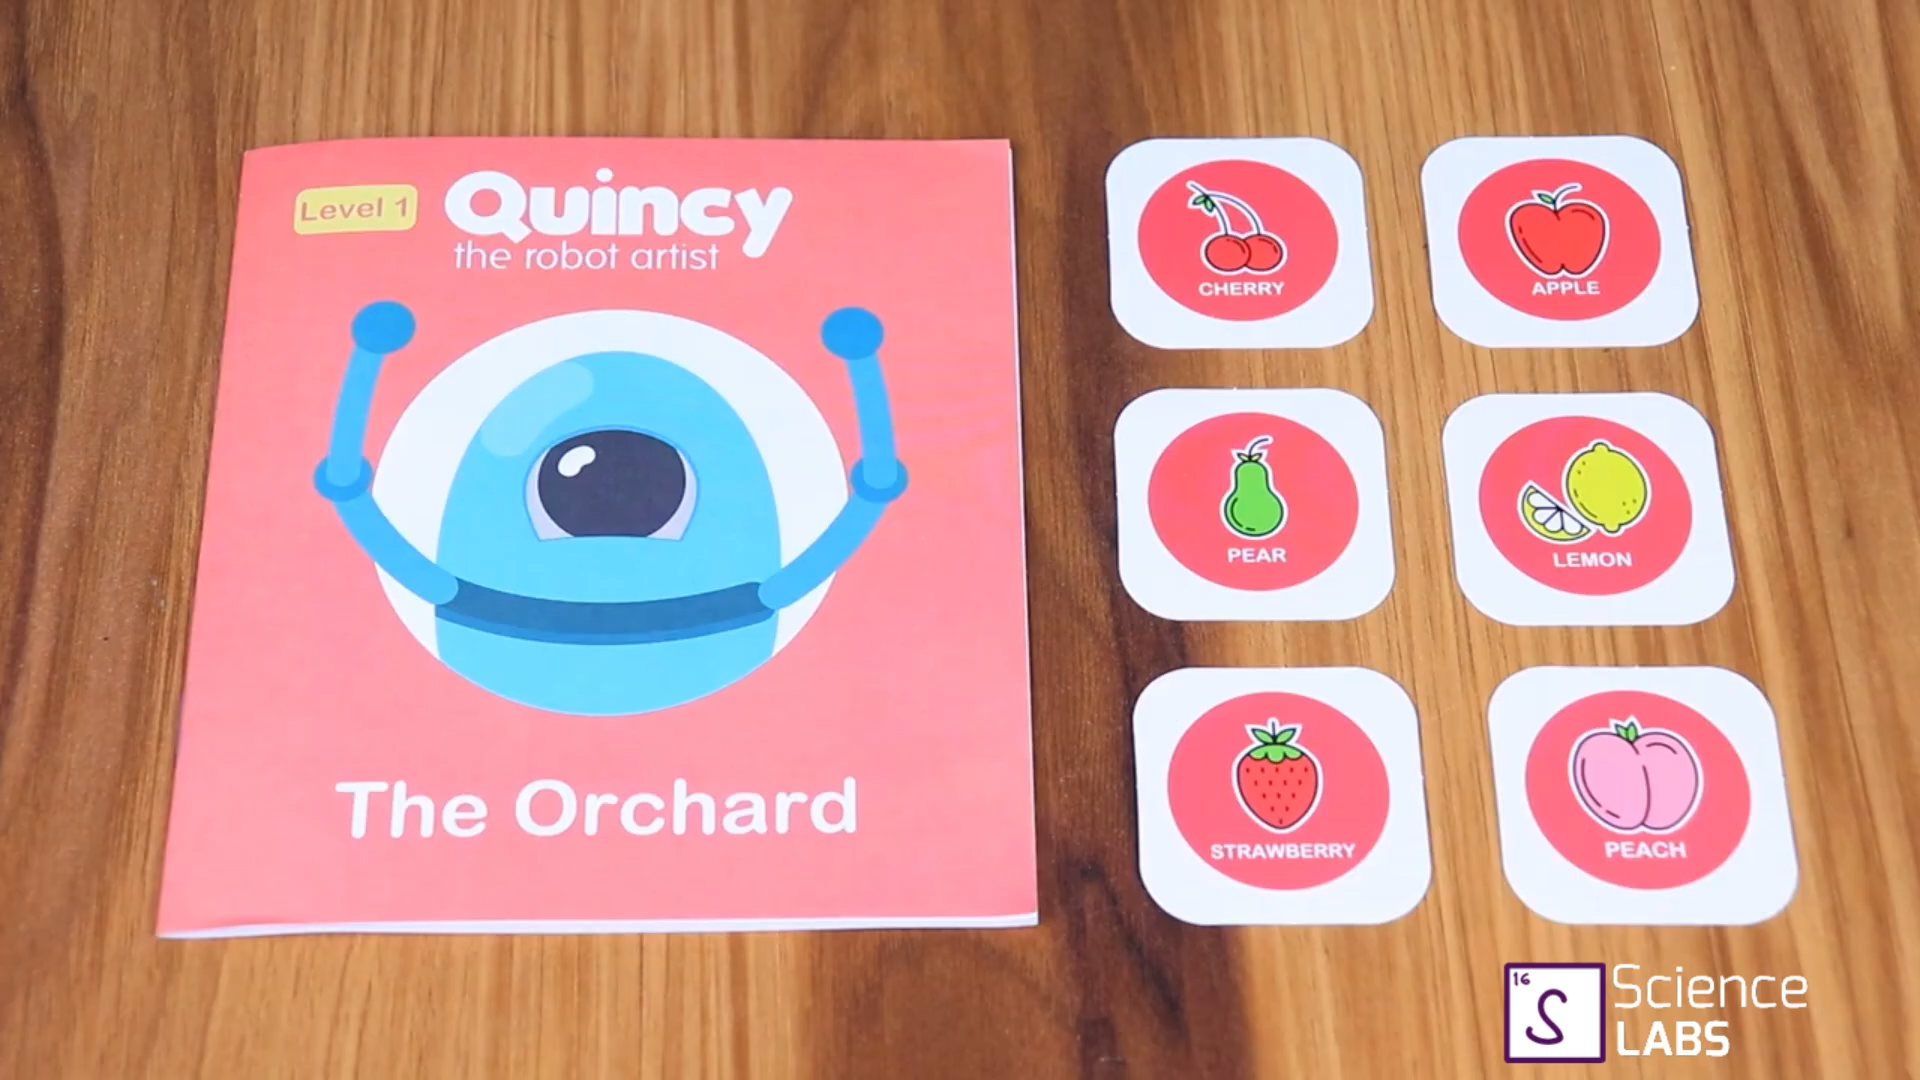 Level 1
Quincy
the robot artist
The Orchard
CHERRY
APPLE
PEAR
LEMON
STRAWBERRY
PEACH
16
S
Science
LABS